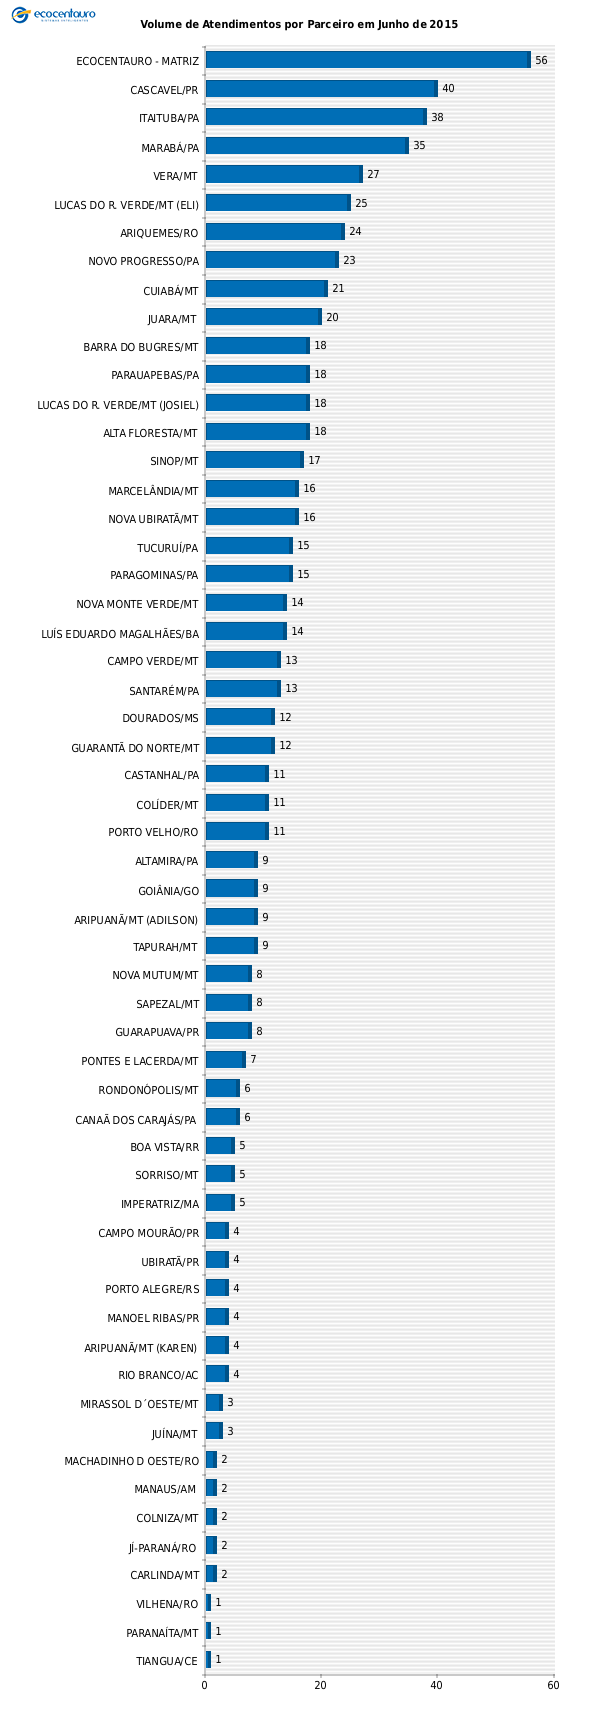 ecocentauro
Volume de Atendimentos por Parceiro em Junho de 2015
ECOCENTAURO - MATRIZ 56
CASCAVEL/PR 40
ITAITUBA/PA 38
MARABÁ/PA 35
VERA/MT 27
LUCAS DO R. VERDE/MT (ELI) 25
ARIQUEMES/RO 24
NOVO PROGRESSO/PA 23
CUIABÁ/MT 21
JUARA/MT 20
BARRA DO BUGRES/MT 18
PARAUAPEBAS/PA 18
LUCAS DO R. VERDE/MT (JOSIEL) 18
ALTA FLORESTA/MT 18
SINOP/MT 17
MARCELÂNDIA/MT 16
NOVA UBIRATÃ/MT 16
TUCURUÍ/PA 15
PARAGOMINAS/PA 15
NOVA MONTE VERDE/MT 14
LUÍS EDUARDO MAGALHÃES/BA 14
CAMPO VERDE/MT 13
SANTARÉM/PA 13
DOURADOS/MS 12
GUARANTÃ DO NORTE/MT 12
CASTANHAL/PA 11
COLÍDER/MT 11
PORTO VELHO/RO 11
ALTAMIRA/PA 9
GOIÂNIA/GO 9
ARIPUANÃ/MT (ADILSON) 9
TAPURAH/MT 9
NOVA MUTUM/MT 8
SAPEZAL/MT 8
GUARAPUAVA/PR 8
PONTES E LACERDA/MT 7
RONDONÓPOLIS/MT 6
CANAÃ DOS CARAJÁS/PA 6
BOA VISTA/RR 5
SORRISO/MT 5
IMPERATRIZ/MA 5
CAMPO MOURÃO/PR 4
UBIRATÃ/PR 4
PORTO ALEGRE/RS 4
MANOEL RIBAS/PR 4
ARIPUANÃ/MT (KAREN) 4
RIO BRANCO/AC 4
MIRASSOL D´OESTE/MT 3
JUÍNA/MT 3
MACHADINHO D OESTE/RO 2
MANAUS/AM 2
COLNIZA/MT 2
JÍ-PARANÁ/RO 2
CARLINDA/MT 2
VILHENA/RO 1
PARANAÍTA/MT 1
TIANGUA/CE 1
0 20 40 60